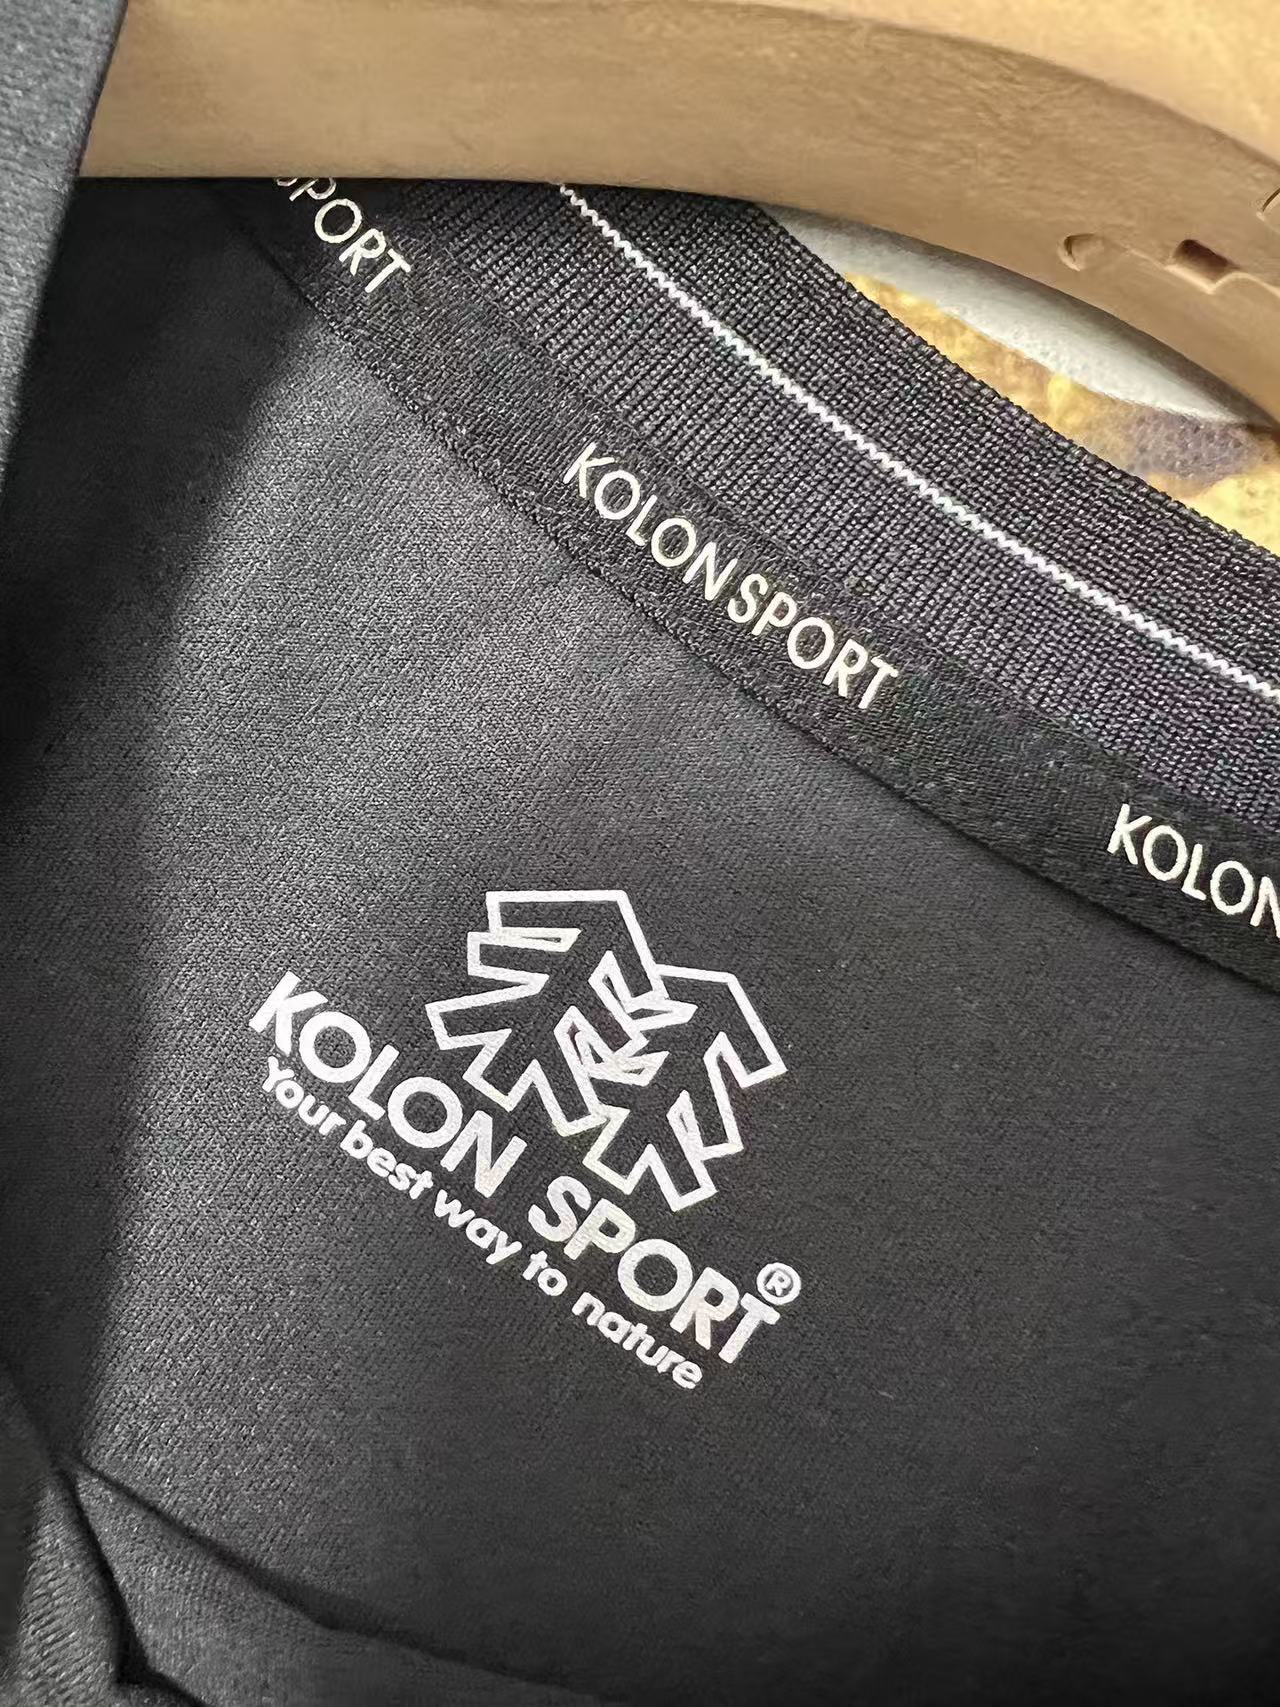 SPORT
KOLON SPORT
KOLON
KOLON SPORT®
Your best way to nature